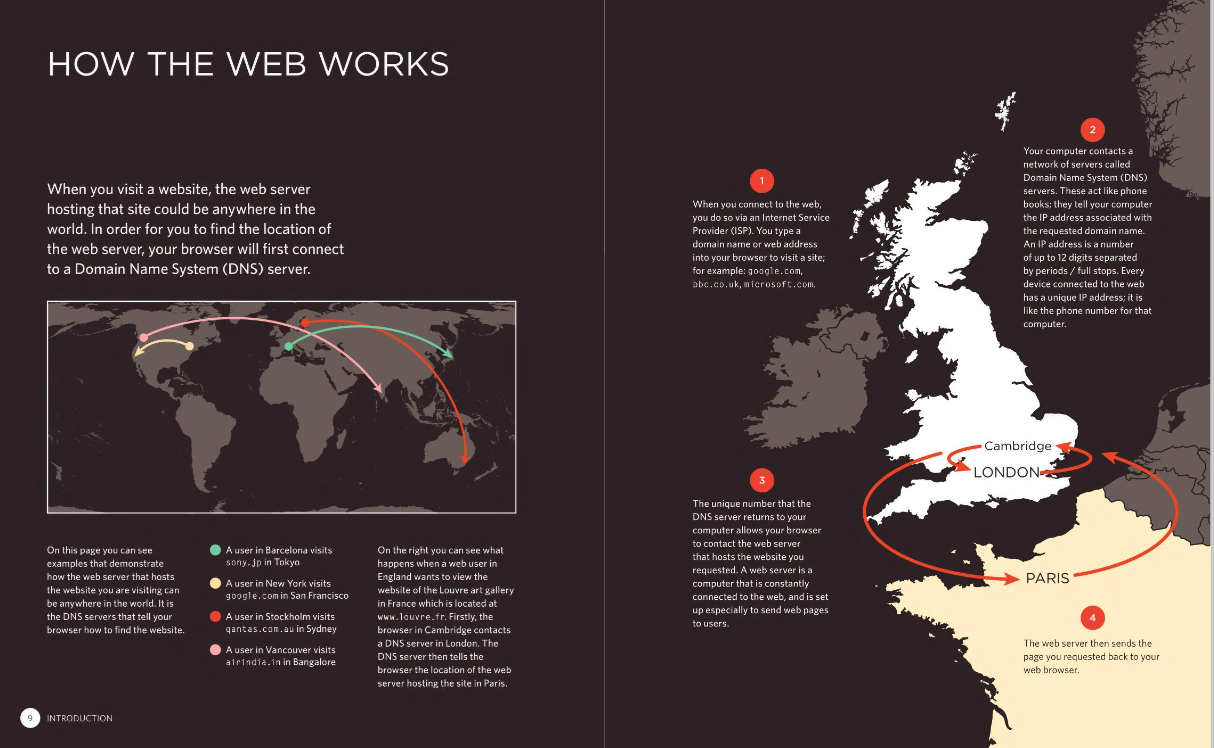 HOW THE WEB WORKS
When you visit a website, the web server
hosting that site could be anywhere in the
world. In order for you to find the location of
the web server, your browser will first connect
to a Domain Name System (DNS) server.
On this page you can see
examples that demonstrate
how the web server that hosts
the website you are visiting can
be anywhere in the world. It is
the DNS servers that tell your
browser how to find the website.
A user in Barcelona visits
sony.jp in Tokyo
A user in New York visits
google.com in San Francisco
A user in Stockholm visits
qantas.com.au in Sydney
A user in Vancouver visits
airindia.in in Bangalore
On the right you can see what
happens when a web user in
England wants to view the
website of the Louvre art gallery
in France which is located at
www.louvre.fr. Firstly, the
browser in Cambridge contacts
a DNS server in London. The
DNS server then tells the
browser the location of the web
server hosting the site in Paris.
9 INTRODUCTION
1
When you connect to the web,
you do so via an Internet Service
Provider (ISP). You type a
domain name or web address
into your browser to visit a site;
for example: google.com,
bbc.co.uk, microsoft.com.
2
Your computer contacts a
network of servers called
Domain Name System (DNS)
servers. These act like phone
books; they tell your computer
the IP address associated with
the requested domain name.
An IP address is a number
of up to 12 digits separated
by periods / full stops. Every
device connected to the web
has a unique IP address; it is
like the phone number for that
computer.
Cambridge
LONDON
3
The unique number that the
DNS server returns to your
computer allows your browser
to contact the web server
that hosts the website you
requested. A web server is a
computer that is constantly
connected to the web, and is set
up especially to send web pages
to users.
PARIS
4
The web server then sends the
page you requested back to your
web browser.